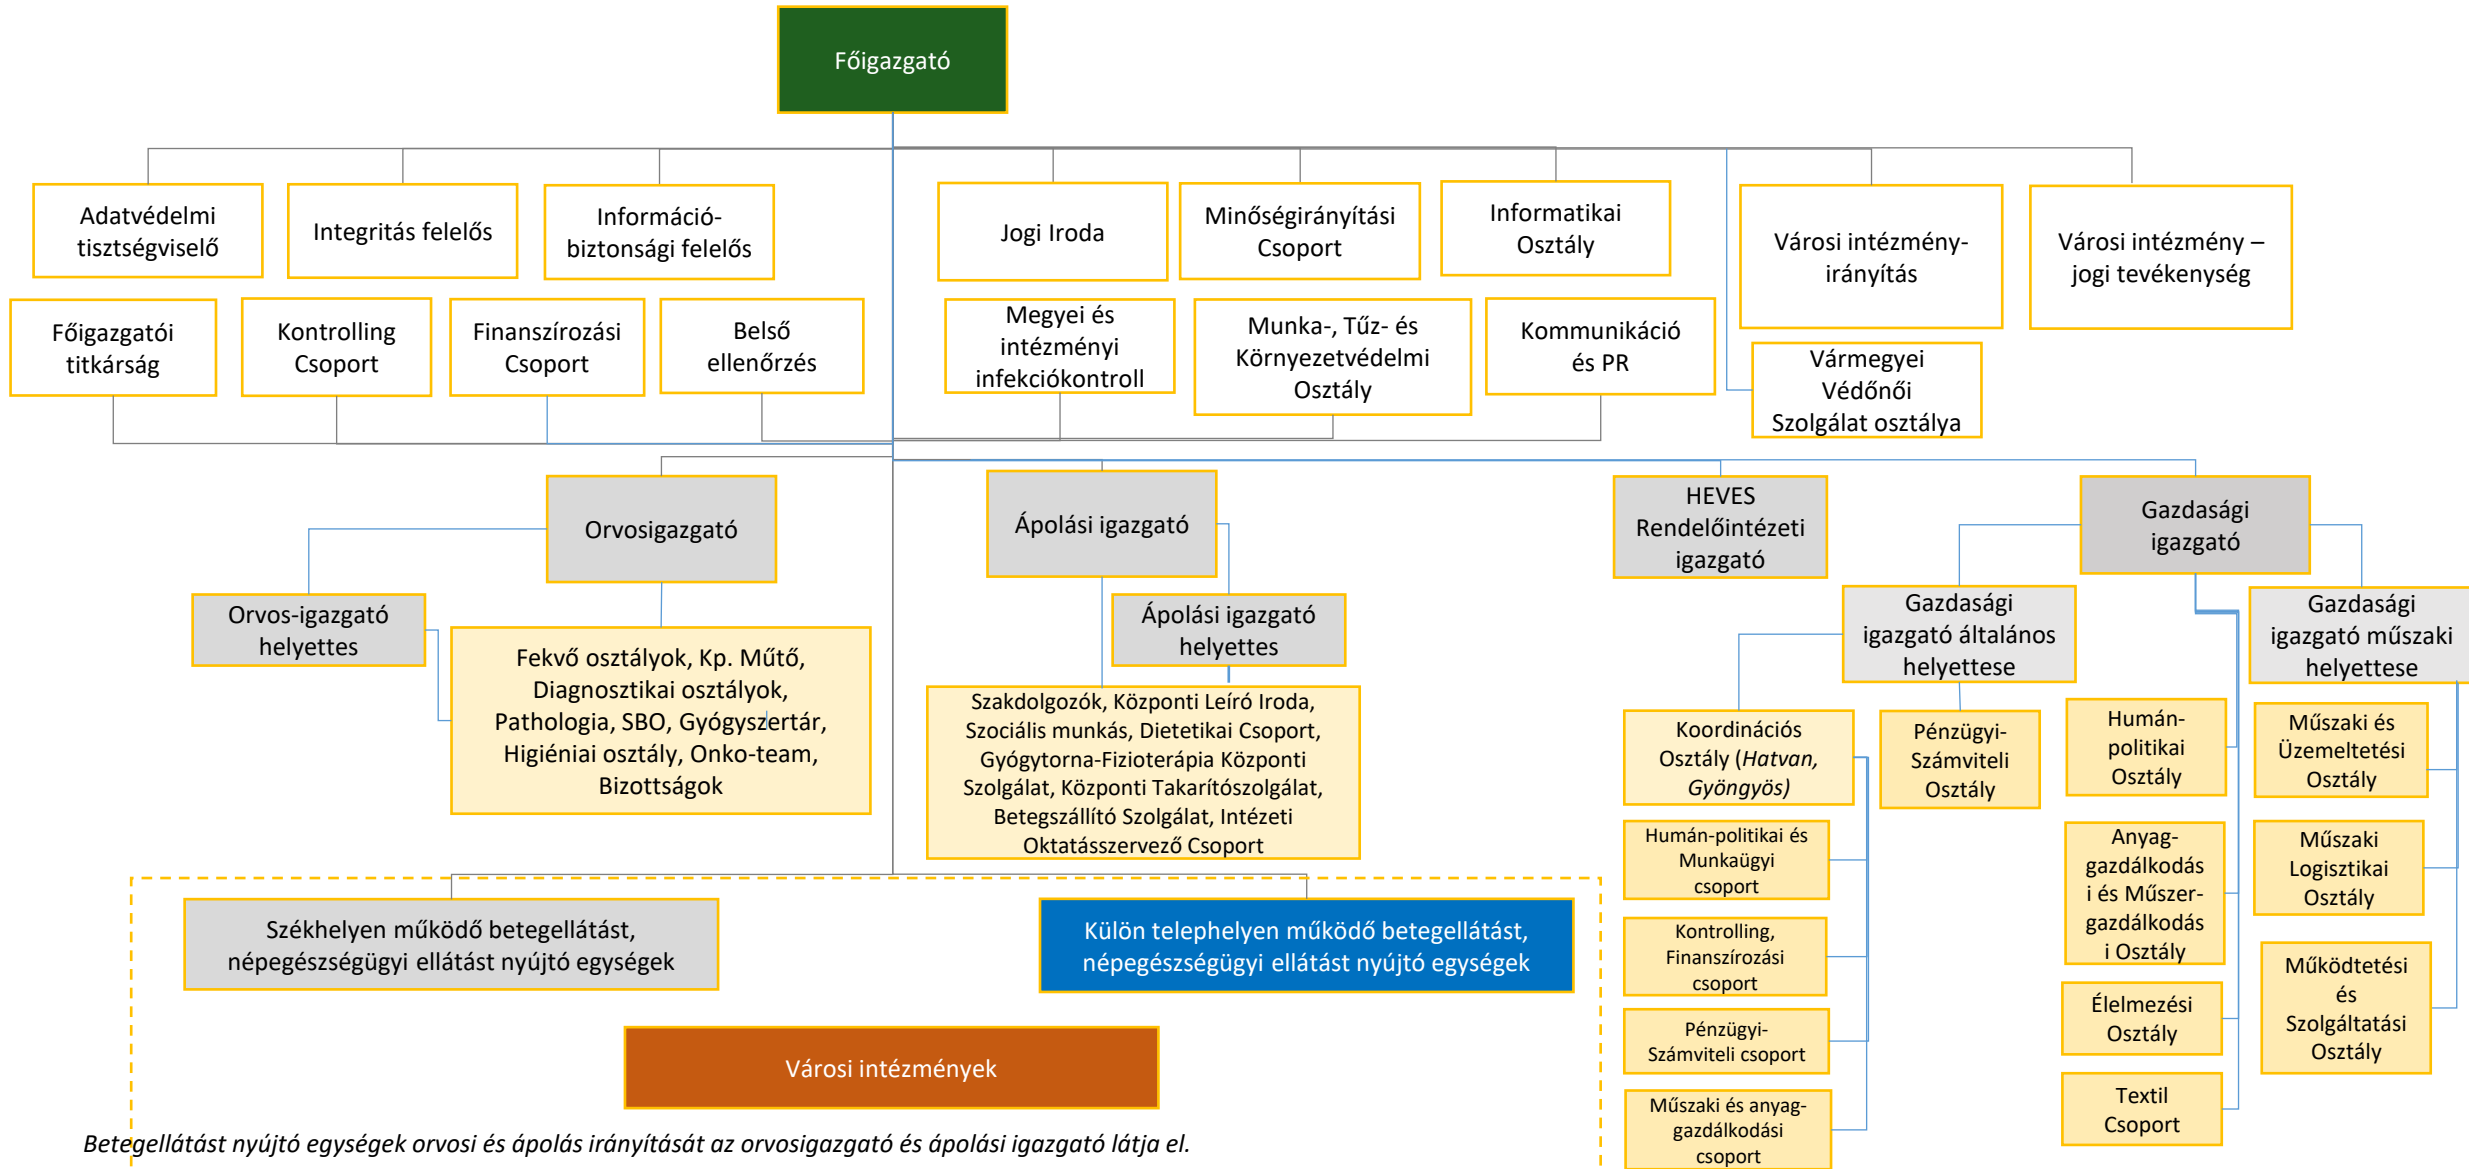 Főigazgató
Adatvédelmi
tisztségviselő
Integritás felelős
Információ-
biztonsági felelős
Jogi Iroda
Minőségirányítási
Csoport
Informatikai
Osztály
Városi intézmény-
irányítás
Városi intézmény –
jogi tevékenység
Főigazgatói
titkárság
Kontrolling
Csoport
Finanszírozási
Csoport
Belső
ellenőrzés
Megyei és
intézményi
infekciókontroll
Munka-, Tűz- és
Környezetvédelmi
Osztály
Kommunikáció
és PR
Vármegyei
Védőnői
Szolgálat osztálya
Orvosigazgató
Ápolási igazgató
HEVES
Rendelőintézeti
igazgató
Gazdasági
igazgató
Orvos-igazgató
helyettes
Ápolási igazgató
helyettes
Gazdasági
igazgató általános
helyettese
Gazdasági
igazgató műszaki
helyettese
Fekvő osztályok, Kp. Műtő,
Diagnosztikai osztályok,
Pathologia, SBO, Gyógyszertár,
Higiéniai osztály, Onko-team,
Bizottságok
Szakdolgozók, Központi Leíró Iroda,
Szociális munkás, Dietetikai Csoport,
Gyógytorna-Fizioterápia Központi
Szolgálat, Központi Takarítószolgálat,
Betegszállító Szolgálat, Intézeti
Oktatásszervező Csoport
Koordinációs
Osztály (Hatvan,
Gyöngyös)
Pénzügyi-
Számviteli
Osztály
Humán-
politikai
Osztály
Műszaki és
Üzemeltetési
Osztály
Humán-politikai és
Munkaügyi
csoport
Anyag-
gazdálkodás
i és Műszer-
gazdálkodás
i Osztály
Műszaki
Logisztikai
Osztály
Kontrolling,
Finanszírozási
csoport
Élelmezési
Osztály
Működtetési
és
Szolgáltatási
Osztály
Pénzügyi-
Számviteli csoport
Textil
Csoport
Műszaki és anyag-
gazdálkodási
csoport
Székhelyen működő betegellátást,
népegészségügyi ellátást nyújtó egységek
Külön telephelyen működő betegellátást,
népegészségügyi ellátást nyújtó egységek
Városi intézmények
Betegellátást nyújtó egységek orvosi és ápolás irányítását az orvosigazgató és ápolási igazgató látja el.